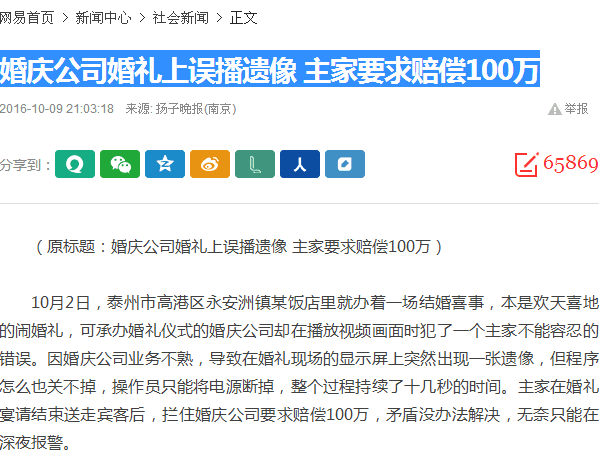 网易首页 > 新闻中心 > 社会新闻 > 正文
婚庆公司婚礼上误播遗像 主家要求赔偿100万
2016-10-09 21:03:18 来源: 扬子晚报(南京) 举报
分享到： 65869
（原标题：婚庆公司婚礼上误播遗像 主家要求赔偿100万）
10月2日，泰州市高港区永安洲镇某饭店里就办着一场结婚喜事，本是欢天喜地
的闹婚礼，可承办婚礼仪式的婚庆公司却在播放视频画面时犯了一个主家不能容忍的
错误。因婚庆公司业务不熟，导致在婚礼现场的显示屏上突然出现一张遗像，但程序
怎么也关不掉，操作员只能将电源断掉，整个过程持续了十几秒的时间。主家在婚礼
宴请结束送走宾客后，拦住婚庆公司要求赔偿100万，矛盾没办法解决，无奈只能在
深夜报警。